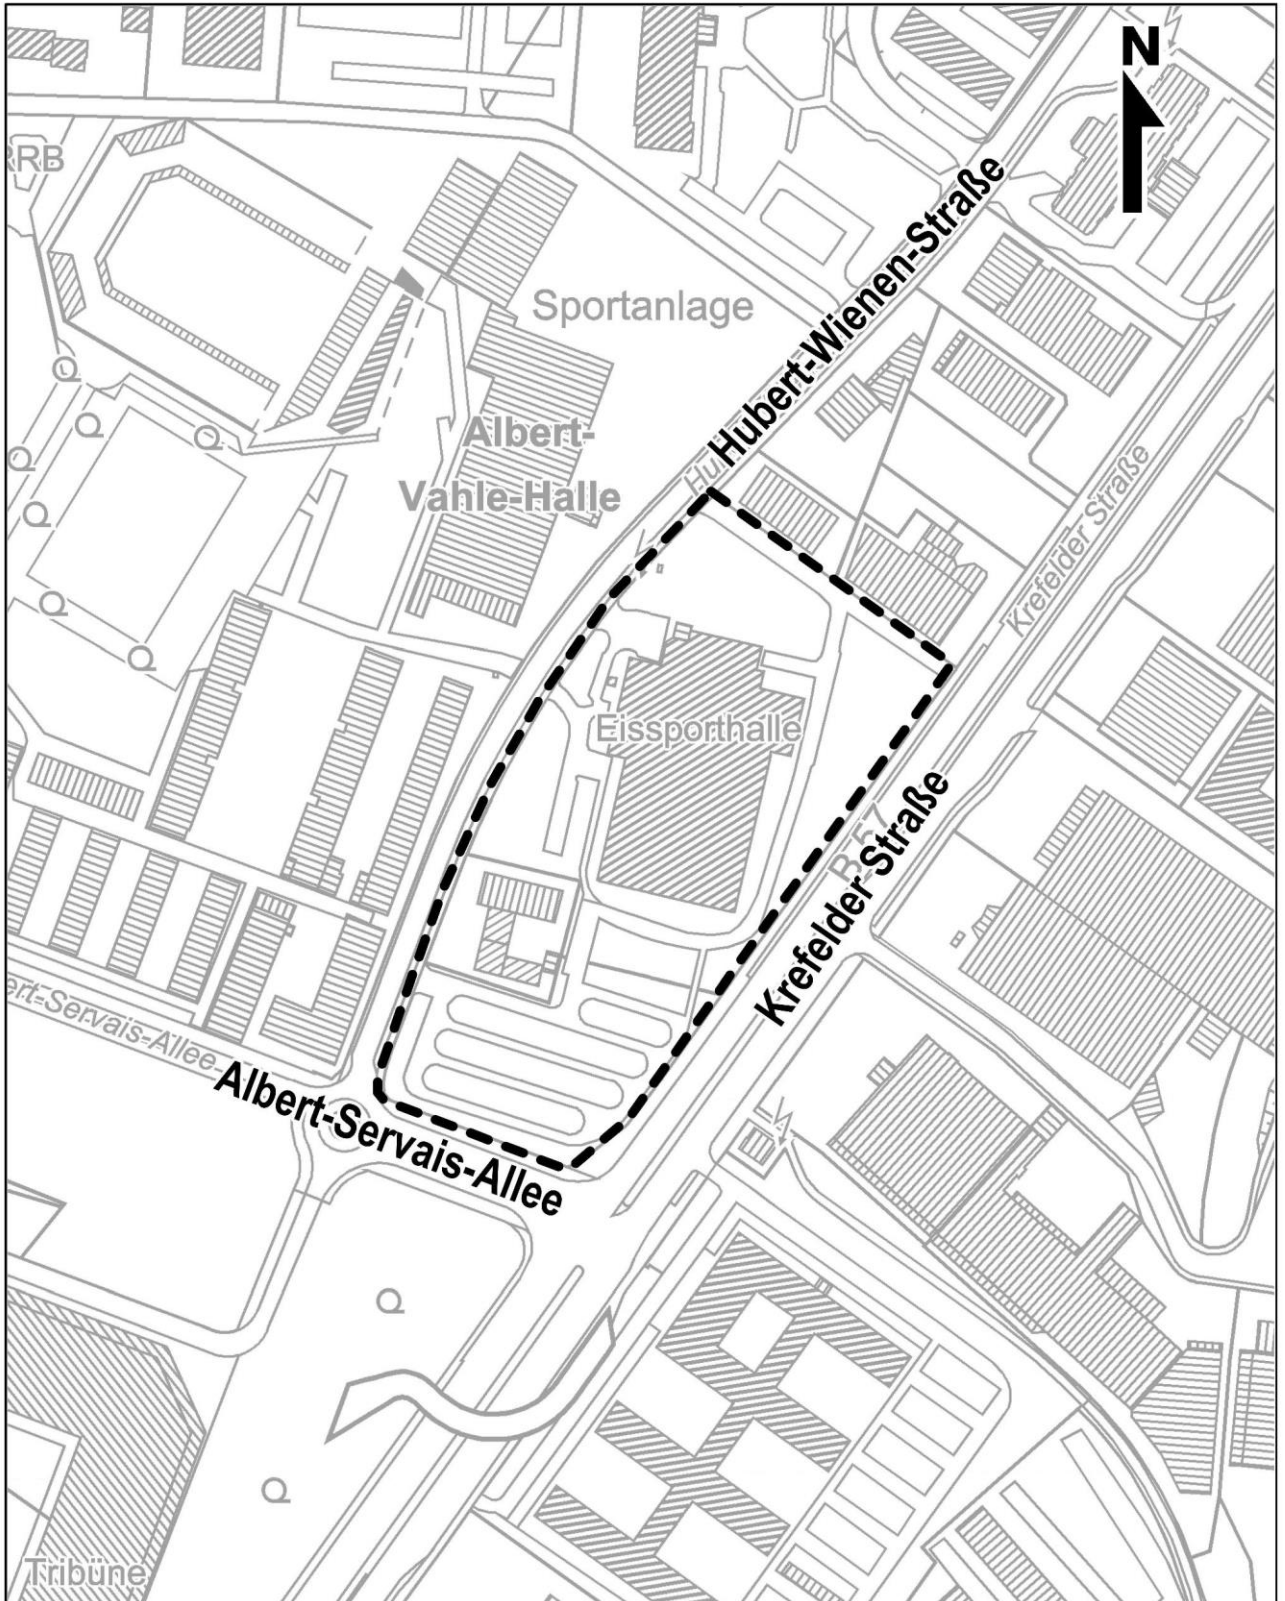 N
RRB
Hubert-Wienen-Straße
Sportanlage
Albert-
Vahle-Halle
Hu
Krefelder Straße
Eissporthalle
B 57
Krefelder Straße
ert-Servais-Allee
Albert-Servais-Allee
Tribüne